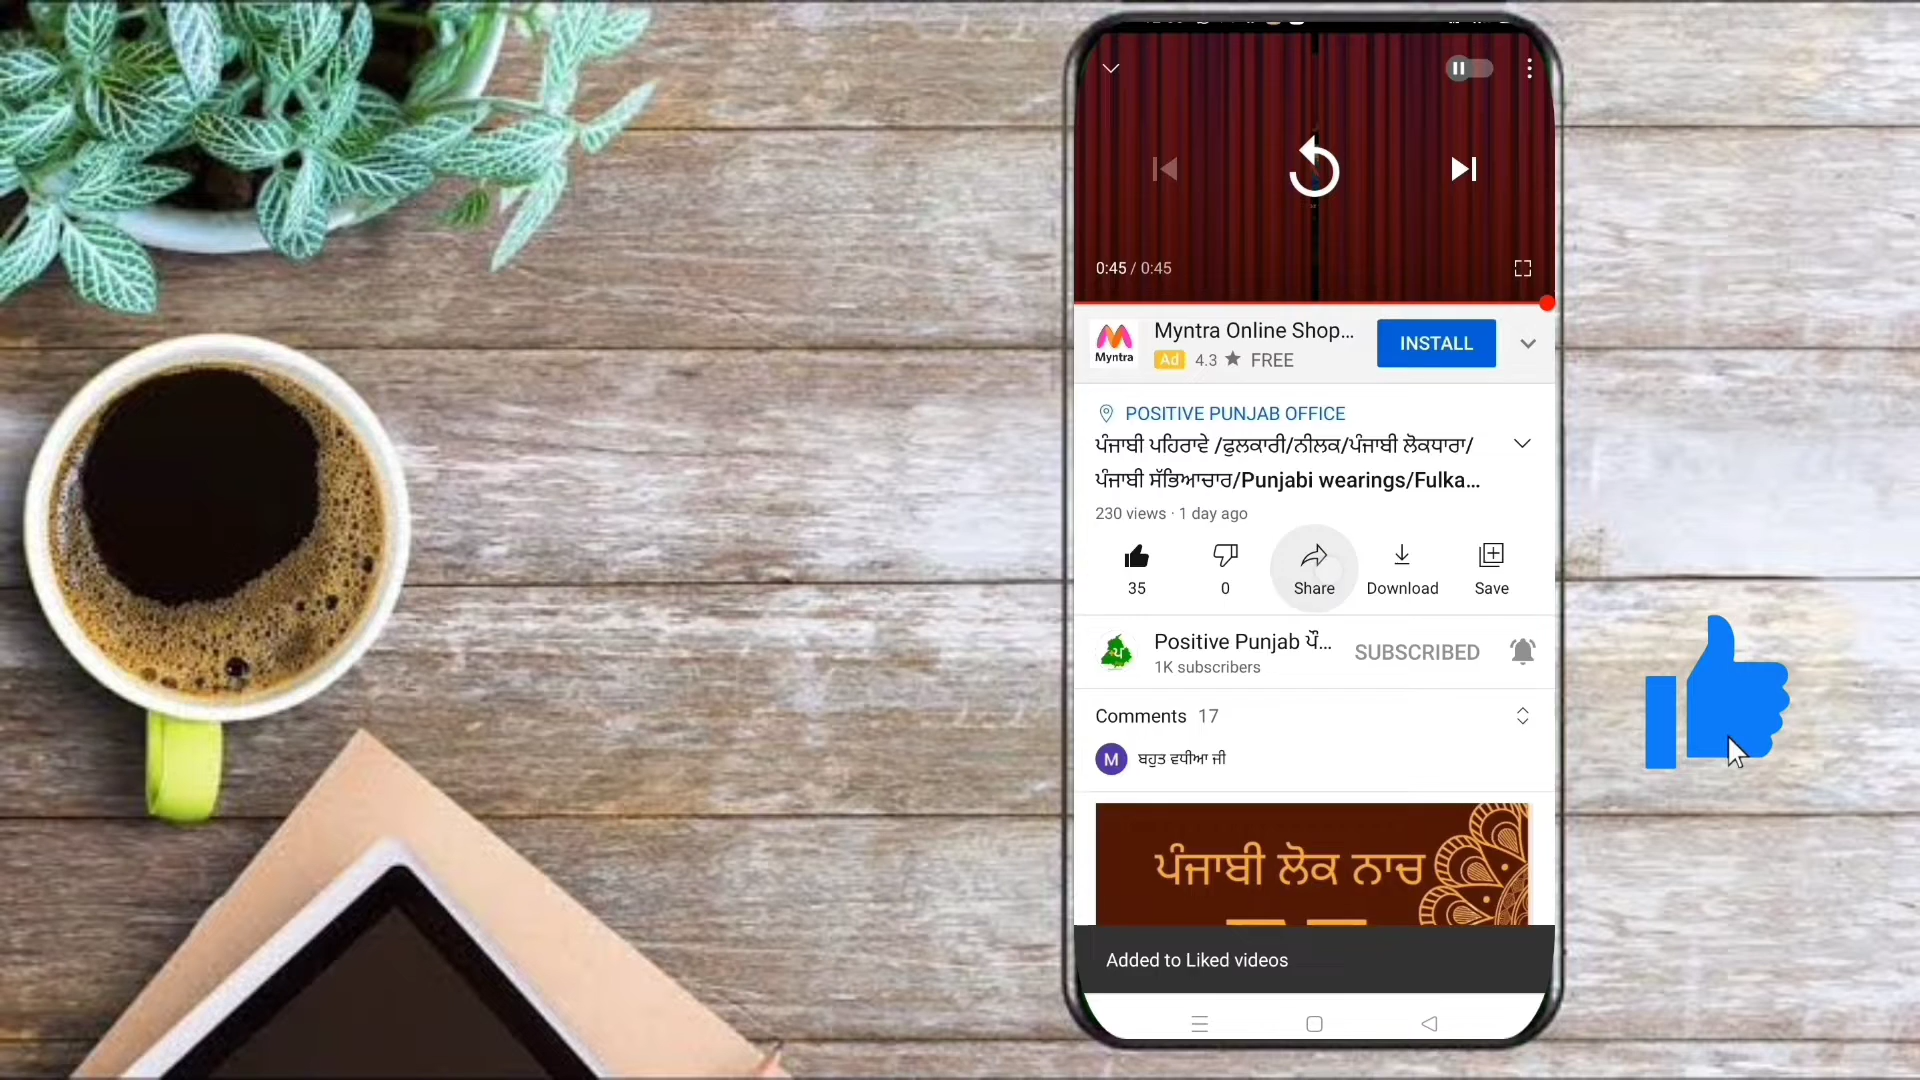 0:45 / 0:45
Myntra Online Shop...
Myntra
Ad 4.3 ★ FREE
INSTALL
POSITIVE PUNJAB OFFICE
ਪੰਜਾਬੀ ਪਹਿਰਾਵੇ /ਫੁਲਕਾਰੀ/ਨੀਲਕ/ਪੰਜਾਬੀ ਲੋਕਧਾਰਾ/
ਪੰਜਾਬੀ ਸੱਭਿਆਚਾਰ/Punjabi wearings/Fulka...
230 views · 1 day ago
35
0
Share
Download
Save
Positive Punjab ਪੌ...
1K subscribers
SUBSCRIBED
Comments 17
M ਬਹੁਤ ਵਧੀਆ ਜੀ
ਪੰਜਾਬੀ ਲੋਕ ਨਾਚ
Added to Liked videos